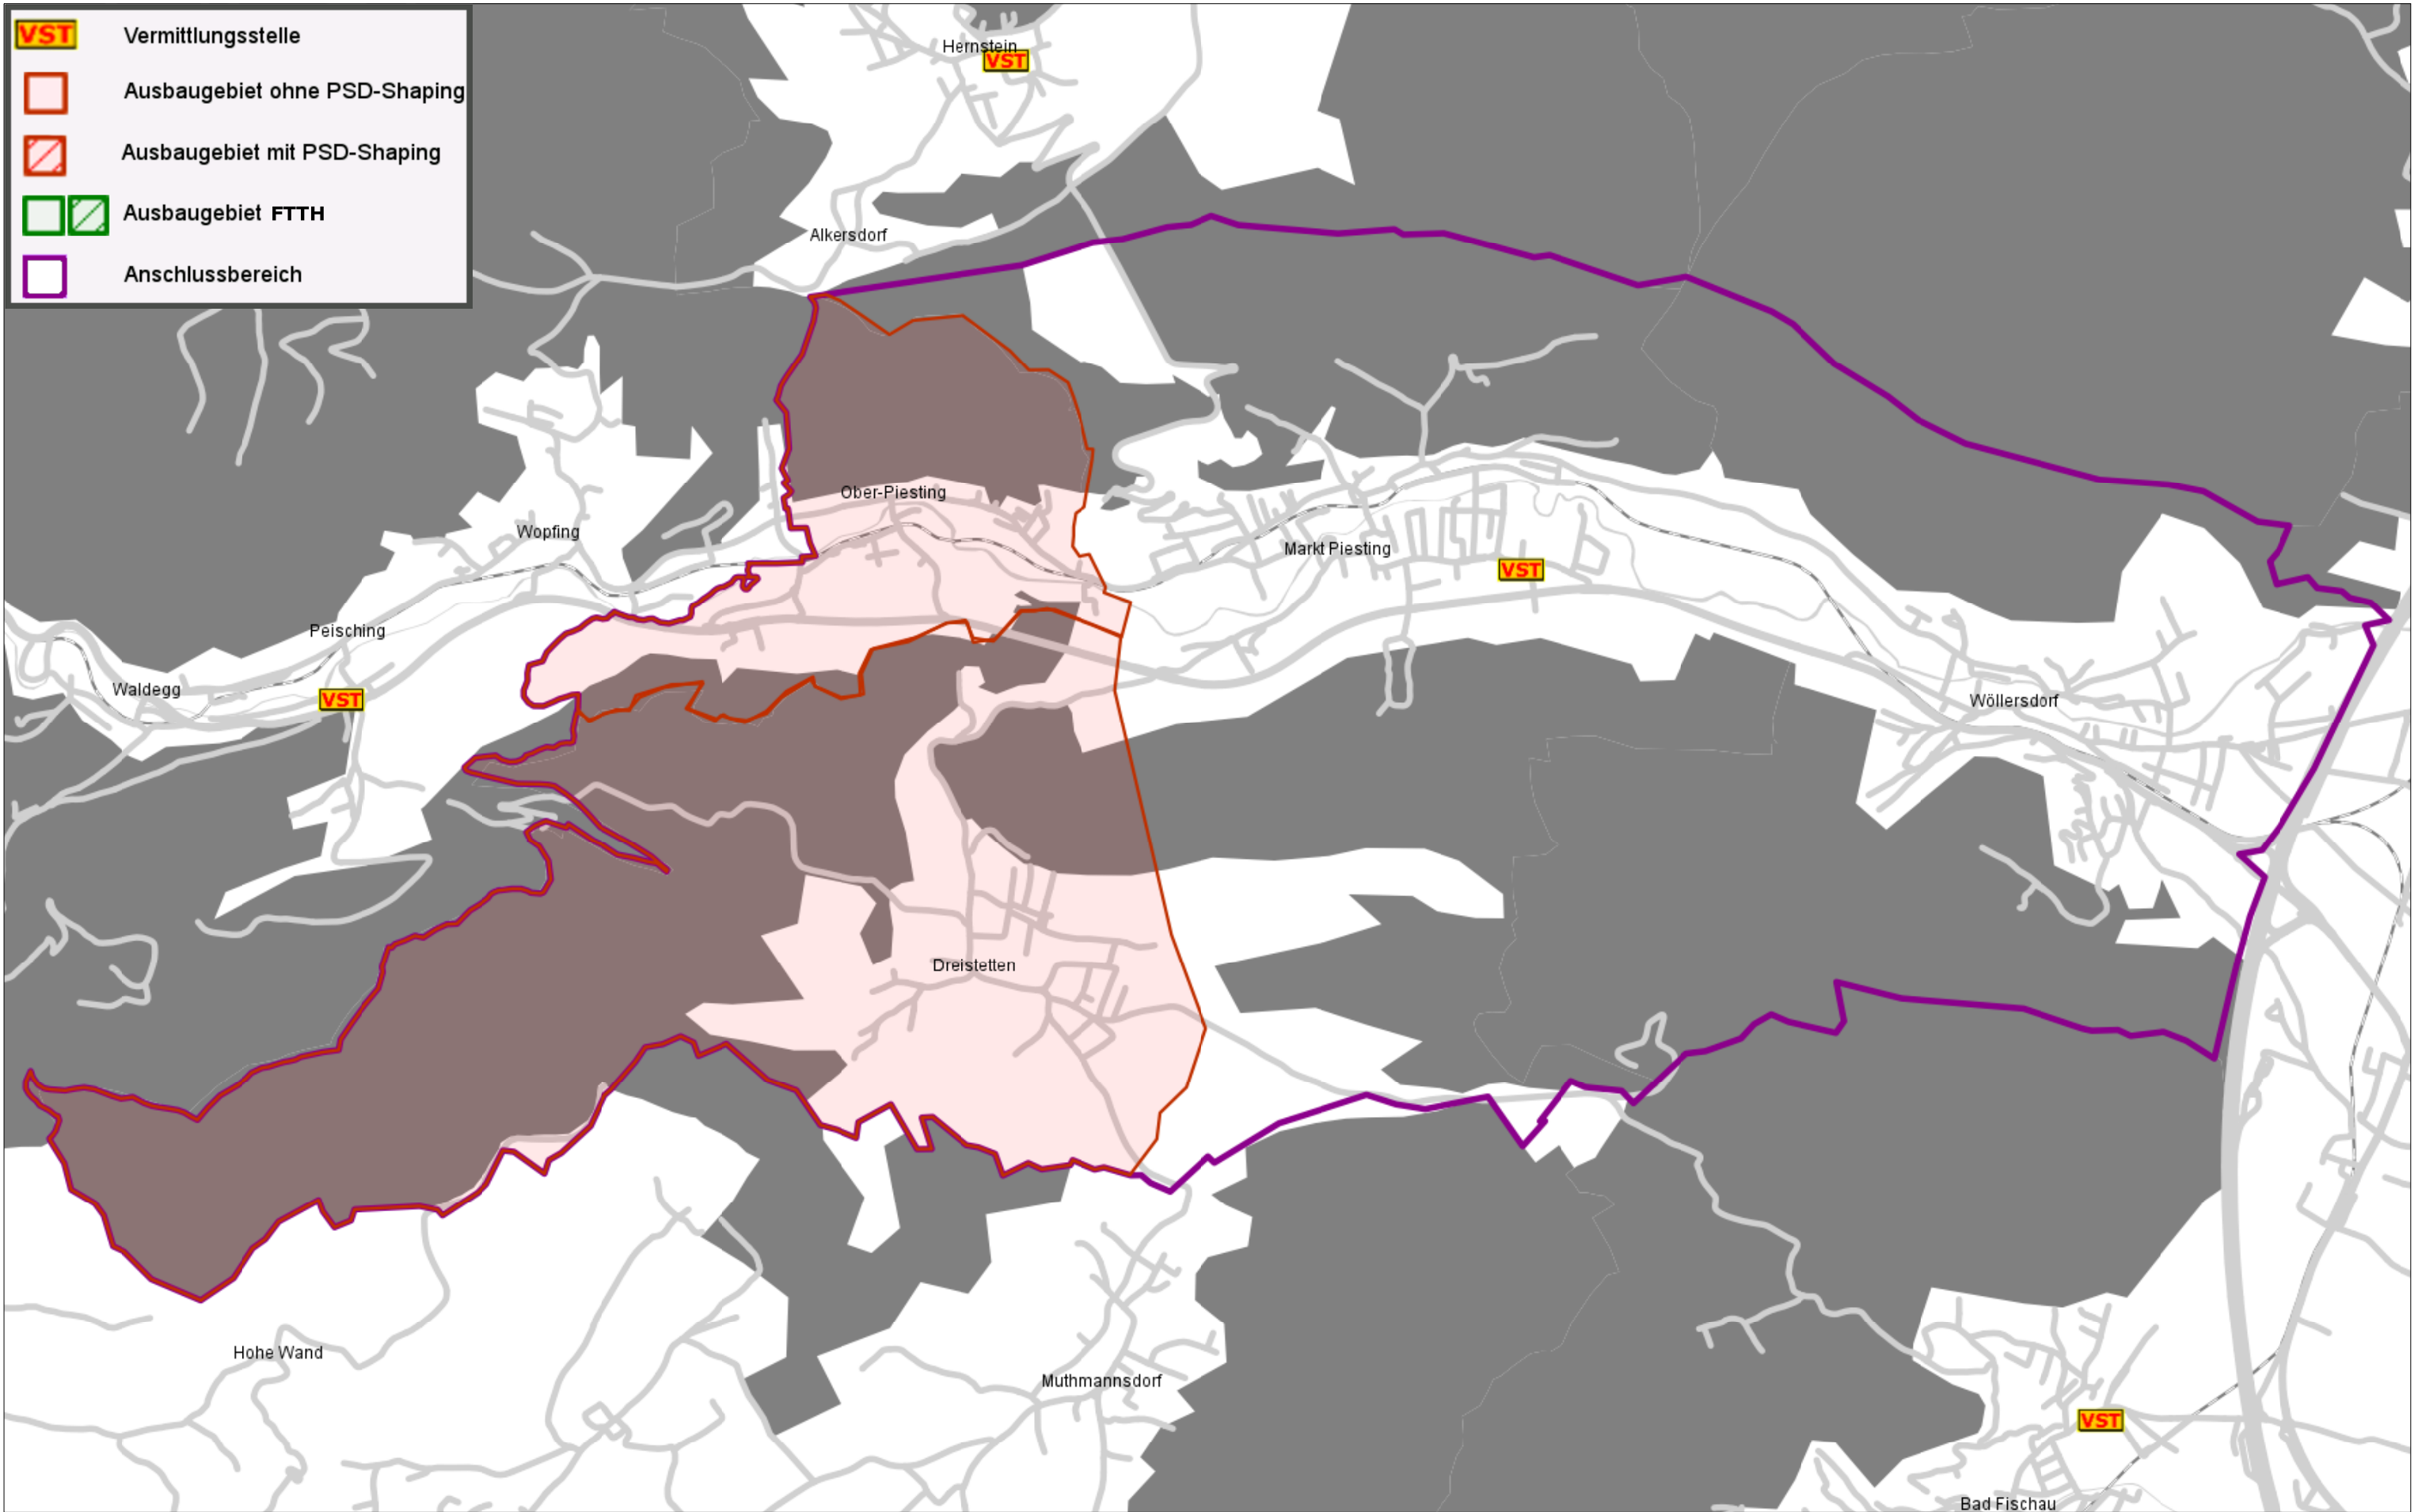 VST Vermittlungsstelle
Ausbaugebiet ohne PSD-Shaping
Ausbaugebiet mit PSD-Shaping
Ausbaugebiet FTTH
Anschlussbereich
Hernstein
VST
Alkersdorf
Ober-Piesting
Wopfing
Markt Piesting
VST
Peisching
Waldegg
VST
Wöllersdorf
Dreistetten
Hohe Wand
Muthmannsdorf
VST
Bad Fischau